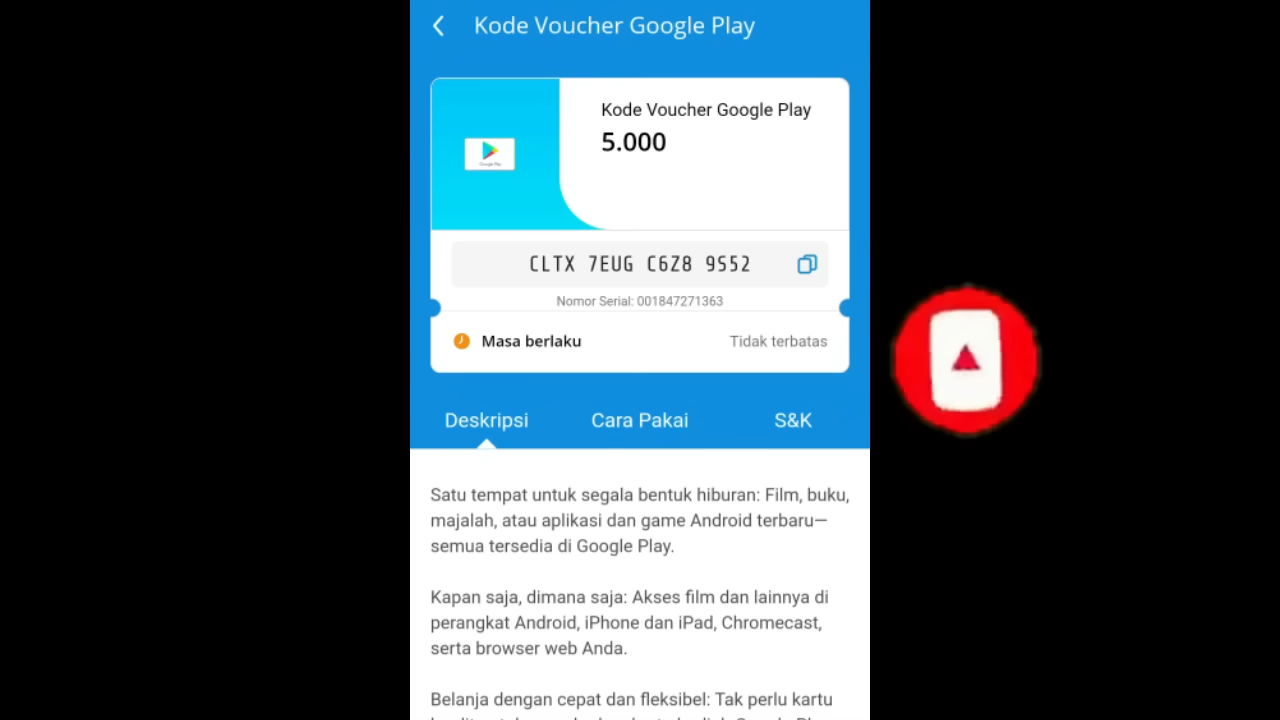 Kode Voucher Google Play
Kode Voucher Google Play
5.000
Google Play
CLTX 7EUG C6Z8 9S52
Nomor Serial: 001847271363
Masa berlaku
Tidak terbatas
Deskripsi
Cara Pakai
S&K
Satu tempat untuk segala bentuk hiburan: Film, buku,
majalah, atau aplikasi dan game Android terbaru—
semua tersedia di Google Play.
Kapan saja, dimana saja: Akses film dan lainnya di
perangkat Android, iPhone dan iPad, Chromecast,
serta browser web Anda.
Belanja dengan cepat dan fleksibel: Tak perlu kartu